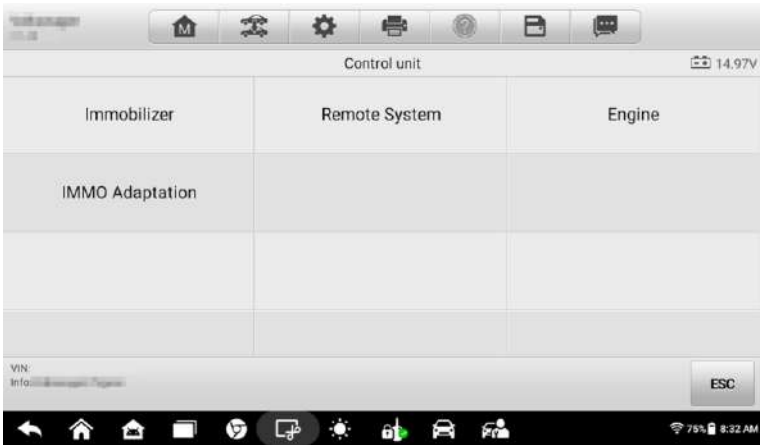 M
Control unit
14.97V
Immobilizer
Remote System
Engine
IMMO Adaptation
VIN:
Info:
ESC
75% 8:32 AM